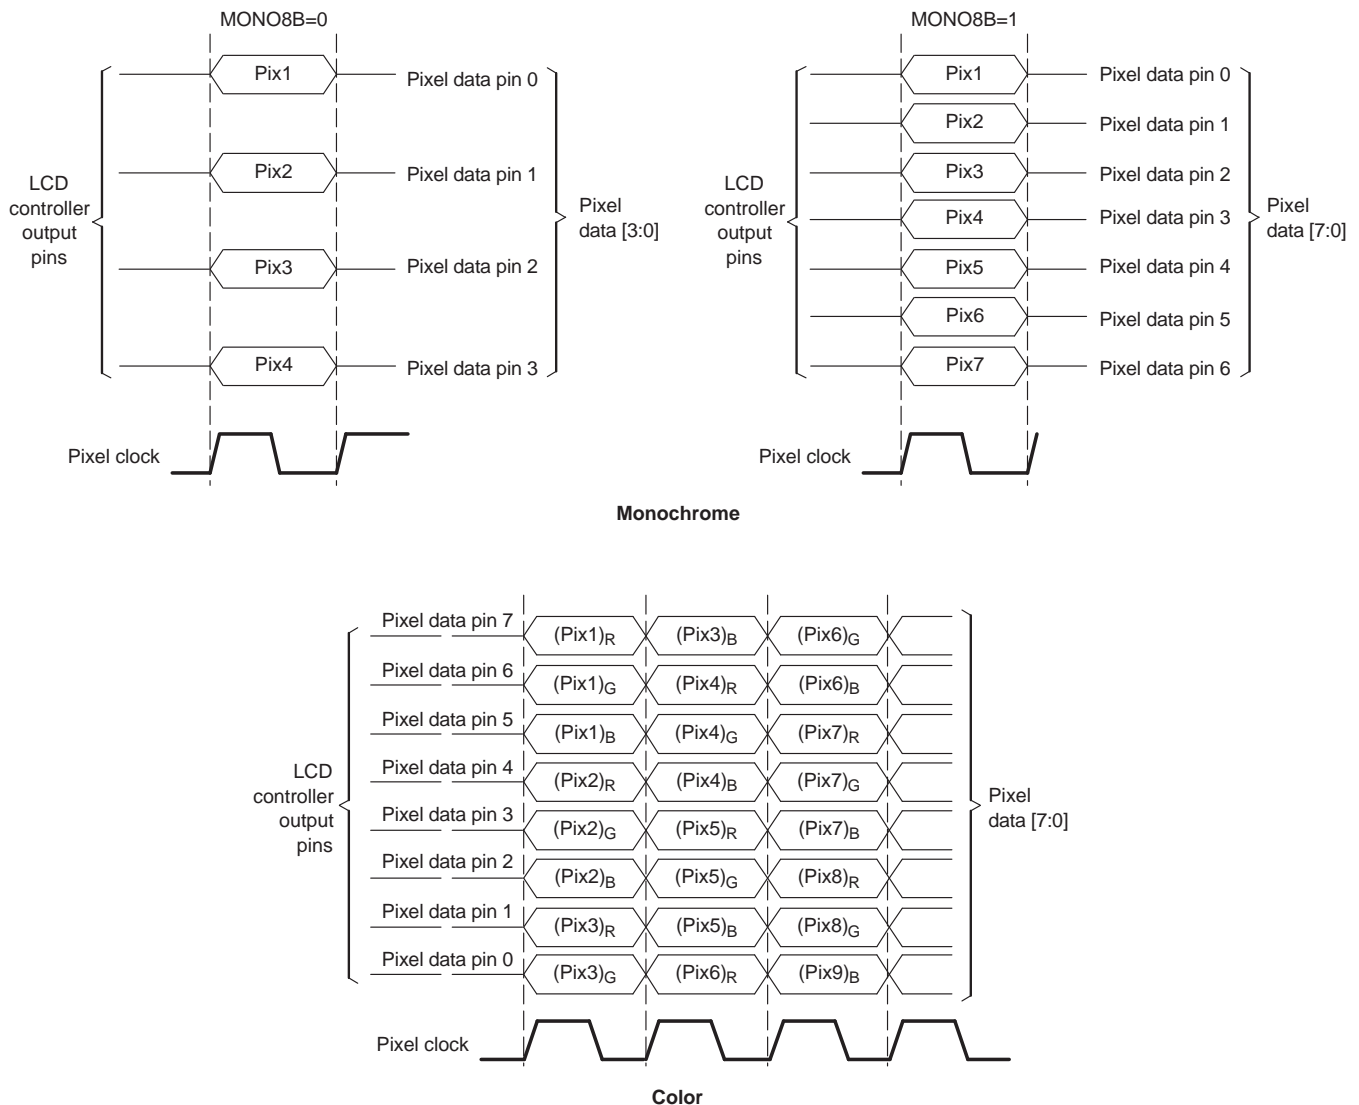 MONO8B=0
Pix1
Pixel data pin 0
Pix2
Pixel data pin 1
LCD
controller
output
pins
Pixel
data [3:0]
Pix3
Pixel data pin 2
Pix4
Pixel data pin 3
Pixel clock
MONO8B=1
Pix1
Pixel data pin 0
Pix2
Pixel data pin 1
Pix3
Pixel data pin 2
LCD
controller
output
pins
Pix4
Pixel data pin 3
Pixel
data [7:0]
Pix5
Pixel data pin 4
Pix6
Pixel data pin 5
Pix7
Pixel data pin 6
Pixel clock
Monochrome
Pixel data pin 7 (Pix1)R (Pix3)B (Pix6)G
Pixel data pin 6 (Pix1)G (Pix4)R (Pix6)B
Pixel data pin 5 (Pix1)B (Pix4)G (Pix7)R
Pixel data pin 4 (Pix2)R (Pix4)B (Pix7)G
LCD
controller
output
pins
Pixel
data [7:0]
Pixel data pin 3 (Pix2)G (Pix5)R (Pix7)B
Pixel data pin 2 (Pix2)B (Pix5)G (Pix8)R
Pixel data pin 1 (Pix3)R (Pix5)B (Pix8)G
Pixel data pin 0 (Pix3)G (Pix6)R (Pix9)B
Pixel clock
Color